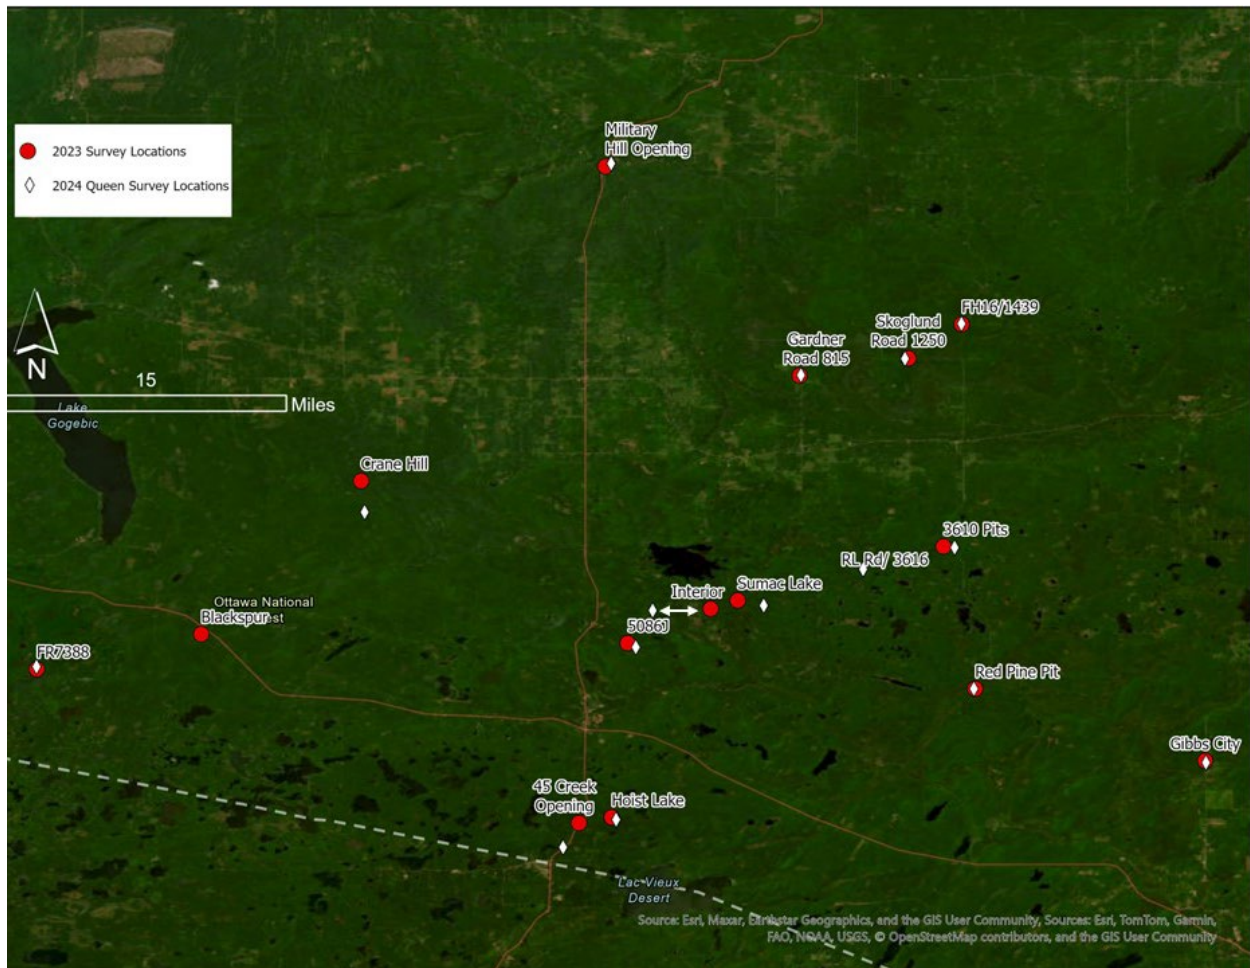 Military
Hill Opening
2023 Survey Locations
2024 Queen Survey Locations
FH16/1439
Skoglund
Road 1250
Gardner
Road 815
N
15
Miles
Lake
Gogebic
Crane Hill
3610 Pits
RL Rd/ 3616
Sumac Lake
Interior
Ottawa National
Blackspur
5086J
FR7388
Red Pine Pit
Gibbs City
45 Creek
Opening
Hoist Lake
Lac Vieux
Desert
Source: Esri, Maxar, Earthstar Geographics, and the GIS User Community, Sources: Esri, TomTom, Garmin,
FAO, NOAA, USGS, © OpenStreetMap contributors, and the GIS User Community